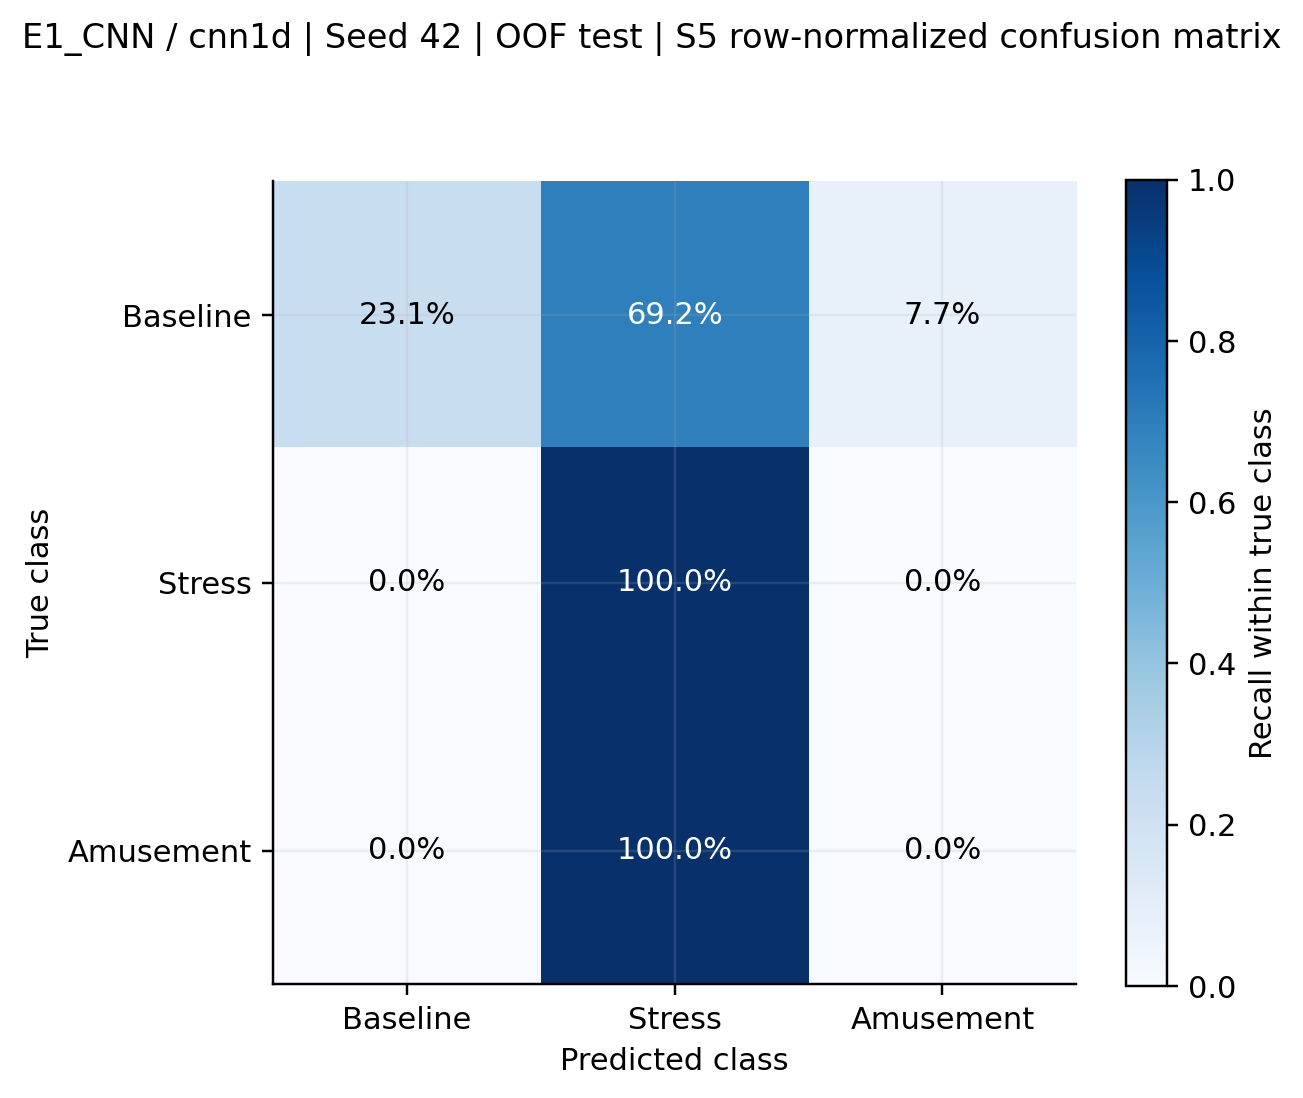 E1_CNN / cnn1d | Seed 42 | OOF test | S5 row-normalized confusion matrix
1.0
0.8
0.6
0.4
0.2
0.0
Recall within true class
True class
Baseline
23.1%
69.2%
7.7%
Stress
0.0%
100.0%
0.0%
Amusement
0.0%
100.0%
0.0%
Baseline
Stress
Amusement
Predicted class